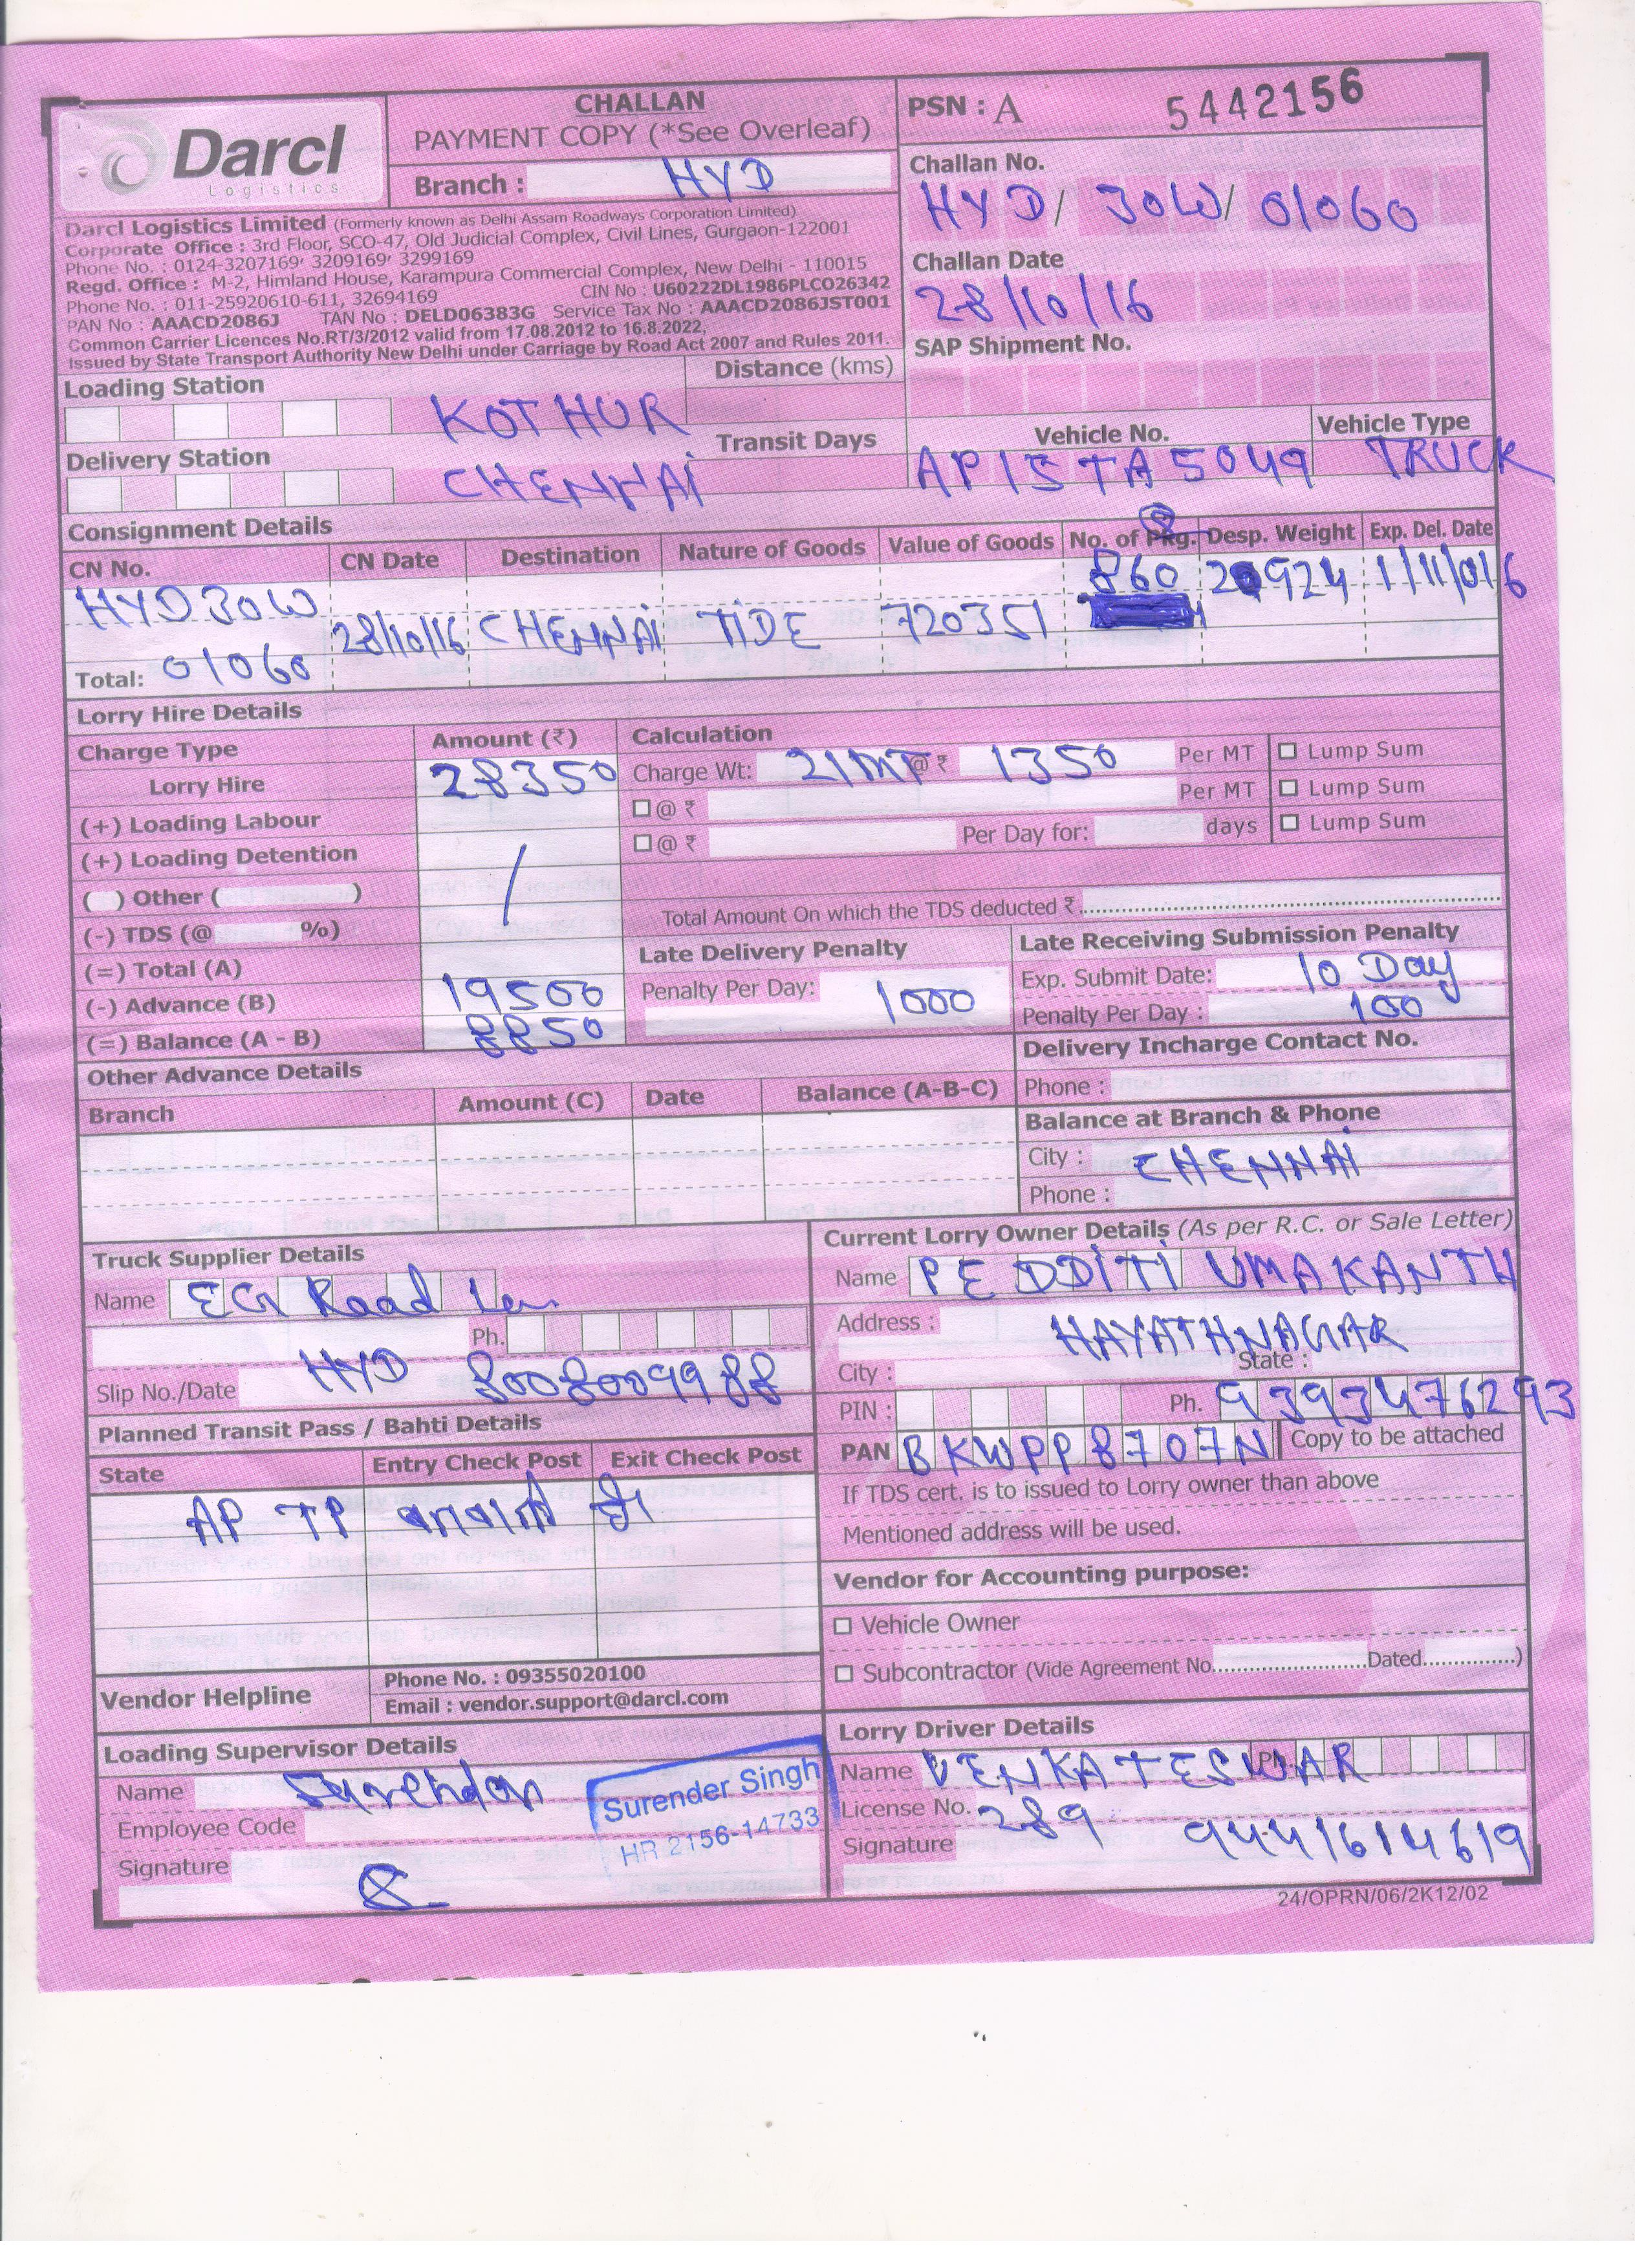 Darcl
Logistics
CHALLAN
PAYMENT COPY (*See Overleaf)
Branch : HYD
PSN : A 5442156
Challan No.
HYD/ JOW/ 01060
Challan Date
28/10/16
SAP Shipment No.
Darcl Logistics Limited (Formerly known as Delhi Assam Roadways Corporation Limited)
Corporate Office : 3rd Floor, SCO-47, Old Judicial Complex, Civil Lines, Gurgaon-122001
Phone No. : 0124-3207169, 3209169, 3299169
Regd. Office : M-2, Himland House, Karampura Commercial Complex, New Delhi - 110015
Phone No. : 011-25920610-611, 32694169 CIN No : U60222DL1986PLCO26342
PAN No : AAACD2086J TAN No : DELD06383G Service Tax No : AAACD2086JST001
Common Carrier Licences No.RT/3/2012 valid from 17.08.2012 to 16.8.2022,
Issued by State Transport Authority New Delhi under Carriage by Road Act 2007 and Rules 2011.
Loading Station KOTHUR
Distance (kms)
Delivery Station CHENNAI
Transit Days
Vehicle No. Vehicle Type
AP15TA5049 TRUCK
Consignment Details
CN No. CN Date Destination Nature of Goods Value of Goods No. of Pkg. Desp. Weight Exp. Del. Date
HYD JOW 28/10/16 CHENNAI TIDE 720351 860 20924 1/11/016
Total: 01060
Lorry Hire Details
Charge Type Amount (₹) Calculation
Lorry Hire 28350 Charge Wt: 21MT @ ₹ 1350 Per MT Lump Sum
(+) Loading Labour @ ₹ Per MT Lump Sum
(+) Loading Detention @ ₹ Per Day for: days Lump Sum
( ) Other ( )
(-) TDS (@ %) Total Amount On which the TDS deducted ₹
(=) Total (A)
(-) Advance (B) 19500
(=) Balance (A - B) 8850
Late Delivery Penalty
Penalty Per Day: 1000
Late Receiving Submission Penalty
Exp. Submit Date: 10 Day
Penalty Per Day : 100
Other Advance Details
Branch Amount (C) Date Balance (A-B-C)
Delivery Incharge Contact No.
Phone :
Balance at Branch & Phone
City : CHENNAI
Phone :
Truck Supplier Details
Name EG Road
Ph.
HYD 8008009988
Slip No./Date
Planned Transit Pass / Bahti Details
State Entry Check Post Exit Check Post
AP TP
Vendor Helpline
Phone No. : 09355020100
Email : vendor.support@darcl.com
Current Lorry Owner Details (As per R.C. or Sale Letter)
Name PEDDITI UMAKANTH
Address : HAYATHNAGAR
City : State :
PIN : Ph. 9393476293
PAN BKWPP8707N Copy to be attached
If TDS cert. is to issued to Lorry owner than above
Mentioned address will be used.
Vendor for Accounting purpose:
Vehicle Owner
Subcontractor (Vide Agreement No. Dated )
Loading Supervisor Details
Name
Employee Code
Signature
Surender Singh
HR 2156-14733
Lorry Driver Details
Name VENKATESWAR
License No. 289
Signature 9441614619
24/OPRN/06/2K12/02